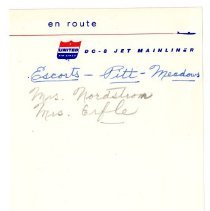 en route
UNITED
DC-8 JET MAINLINER
Escorts - Pitt - Meadows
Mrs. Nordstrom
Mrs. Erfle